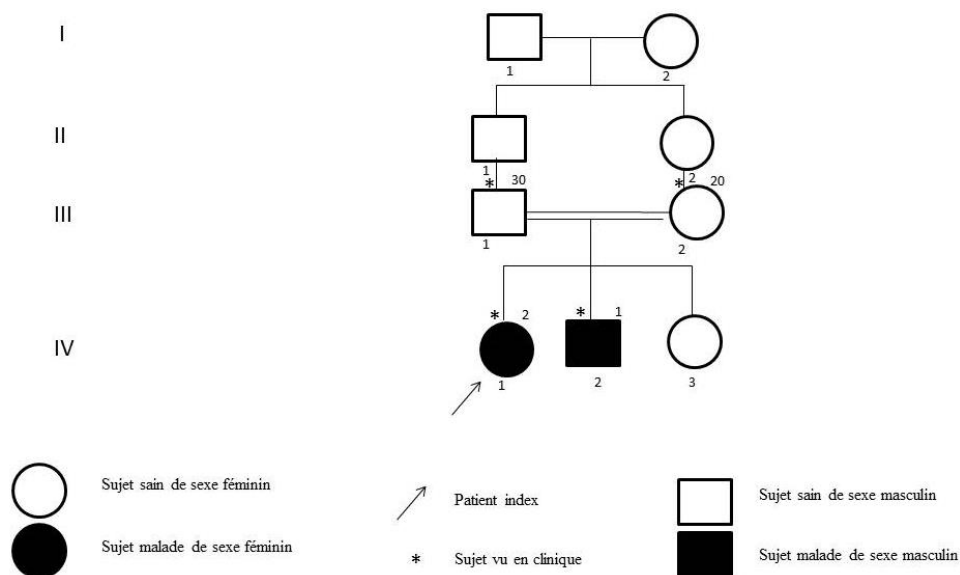 I
1
2
II
1
2
* 30
* 20
III
1
2
* 2
* 1
IV
1
2
3
Sujet sain de sexe féminin
Patient index
Sujet sain de sexe masculin
Sujet malade de sexe féminin
* Sujet vu en clinique
Sujet malade de sexe masculin